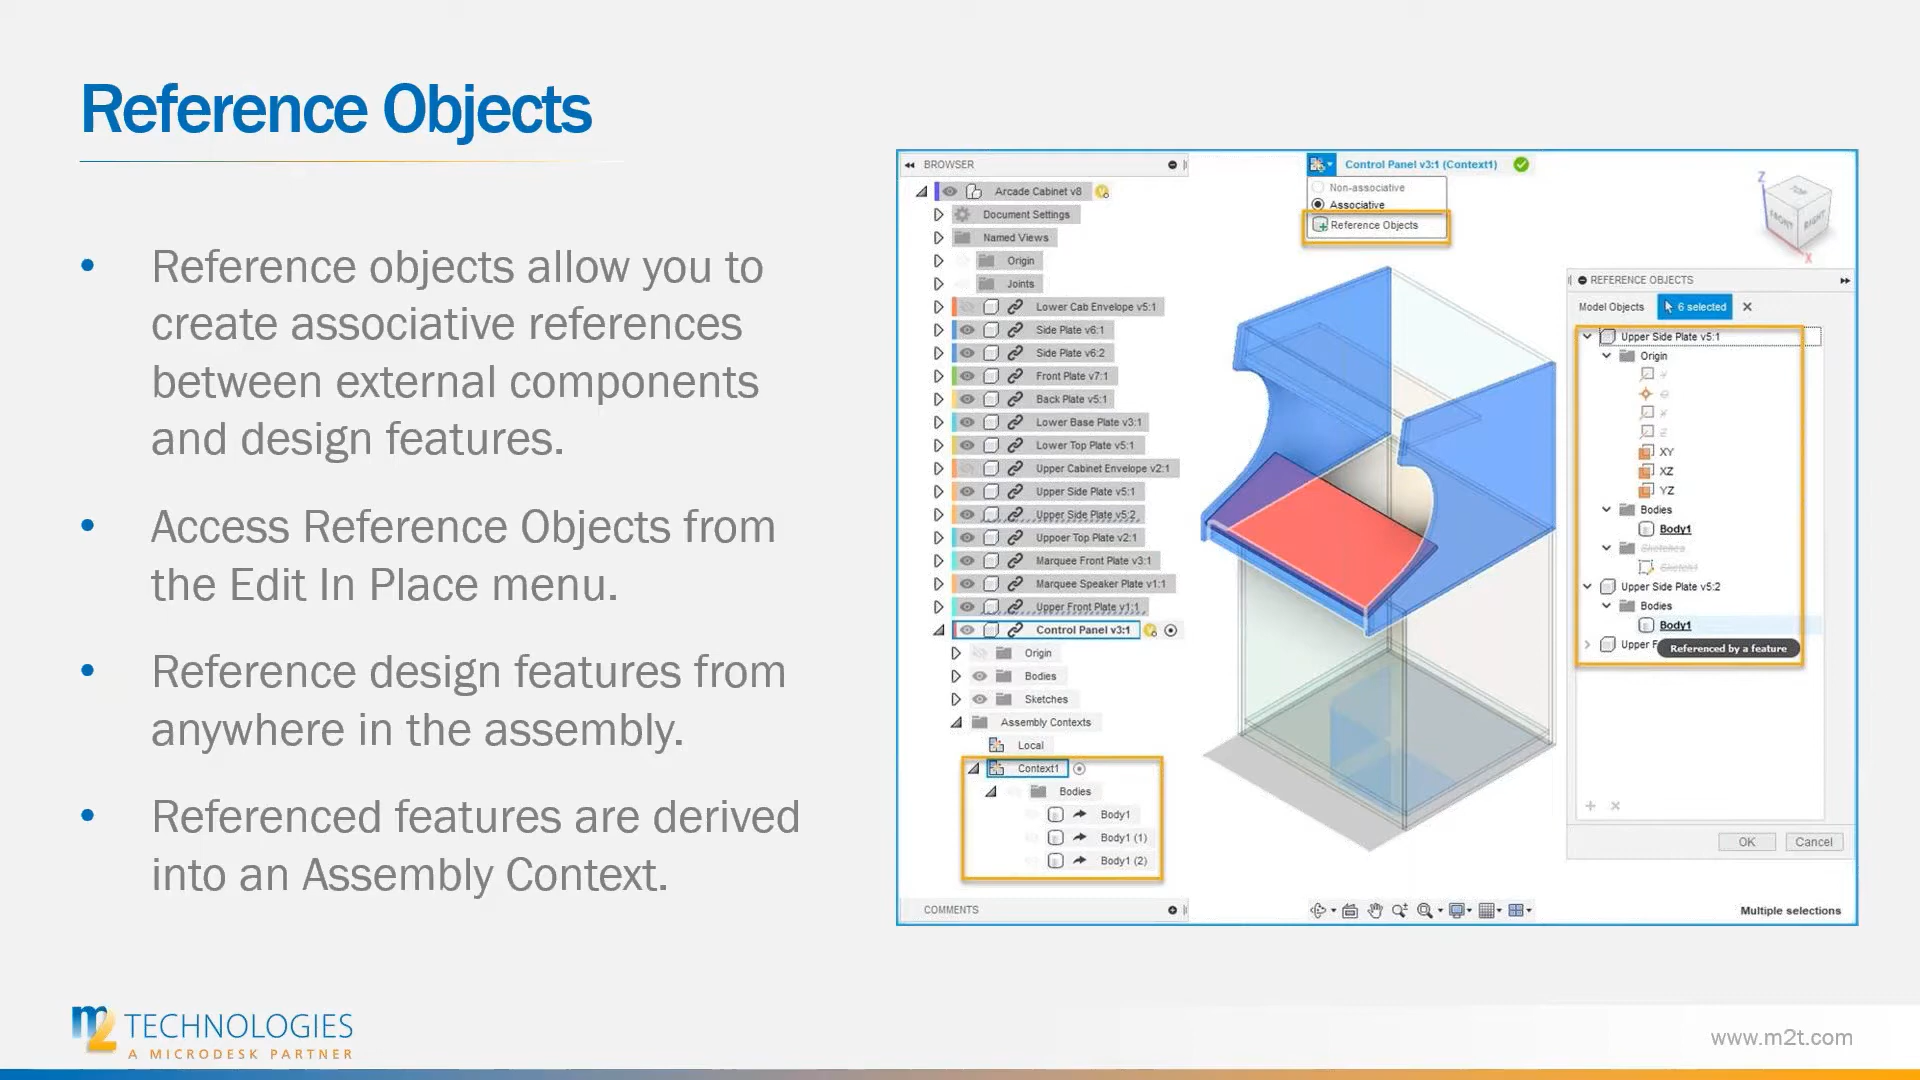 Reference Objects
• Reference objects allow you to
create associative references
between external components
and design features.
• Access Reference Objects from
the Edit In Place menu.
• Reference design features from
anywhere in the assembly.
• Referenced features are derived
into an Assembly Context.
BROWSER
Arcade Cabinet v8
Document Settings
Named Views
Origin
Joints
Lower Cab Envelope v5:1
Side Plate v6:1
Side Plate v6:2
Front Plate v7:1
Back Plate v5:1
Lower Base Plate v3:1
Lower Top Plate v5:1
Upper Cabinet Envelope v2:1
Upper Side Plate v5:1
Upper Side Plate v5:2
Uppoer Top Plate v2:1
Marquee Front Plate v3:1
Marquee Speaker Plate v1:1
Upper Front Plate v1:1
Control Panel v3:1
Origin
Bodies
Sketches
Assembly Contexts
Local
Context1
Bodies
Body1
Body1 (1)
Body1 (2)
COMMENTS
Control Panel v3:1 (Context1)
Non-associative
Associative
Reference Objects
Z
TOP
FRONT
RIGHT
X
REFERENCE OBJECTS
Model Objects
6 selected
Upper Side Plate v5:1
Origin
Y
O
X
Z
XY
XZ
YZ
Bodies
Body1
Sketches
Sketch1
Upper Side Plate v5:2
Bodies
Body1
Upper F
Referenced by a feature
OK
Cancel
Multiple selections
m2 TECHNOLOGIES
A MICRODESK PARTNER
www.m2t.com